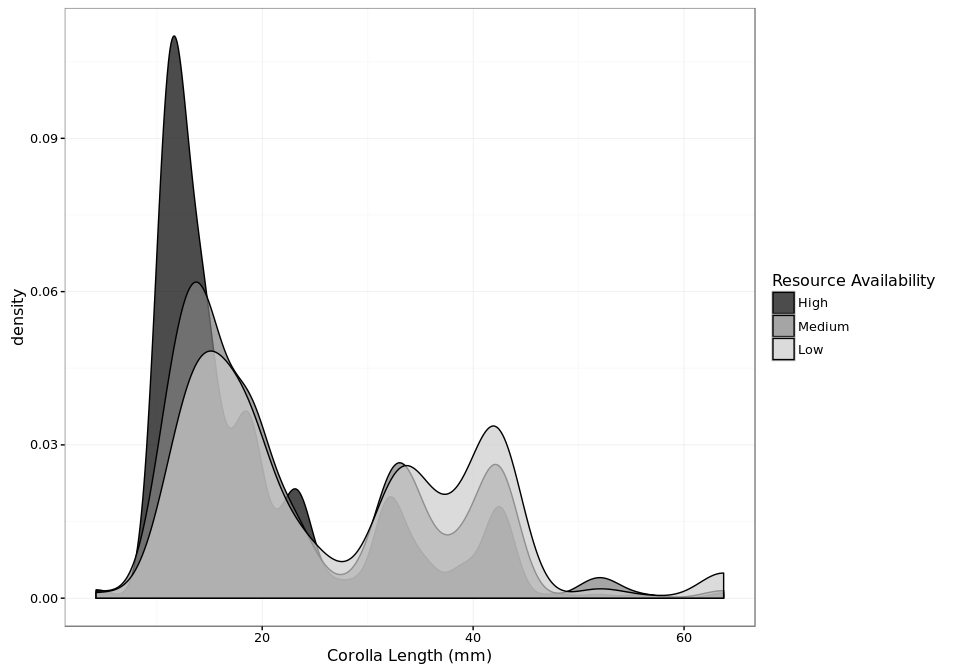 0.09
0.06
0.03
0.00
density
20
40
60
Corolla Length (mm)
Resource Availability
High
Medium
Low